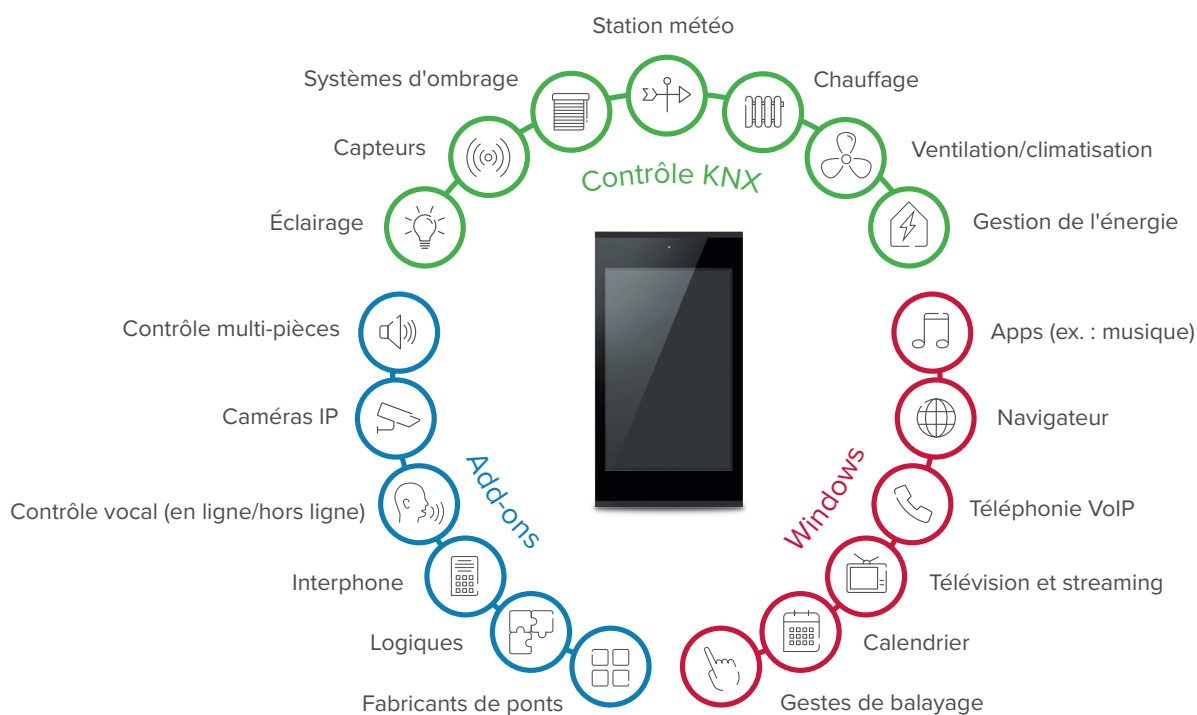 Station météo
Systèmes d'ombrage
Chauffage
Capteurs
Ventilation/climatisation
Contrôle KNX
Éclairage
Gestion de l'énergie
Contrôle multi-pièces
Apps (ex. : musique)
Caméras IP
Navigateur
Add-ons
Windows
Contrôle vocal (en ligne/hors ligne)
Téléphonie VoIP
Interphone
Télévision et streaming
Logiques
Calendrier
Fabricants de ponts
Gestes de balayage